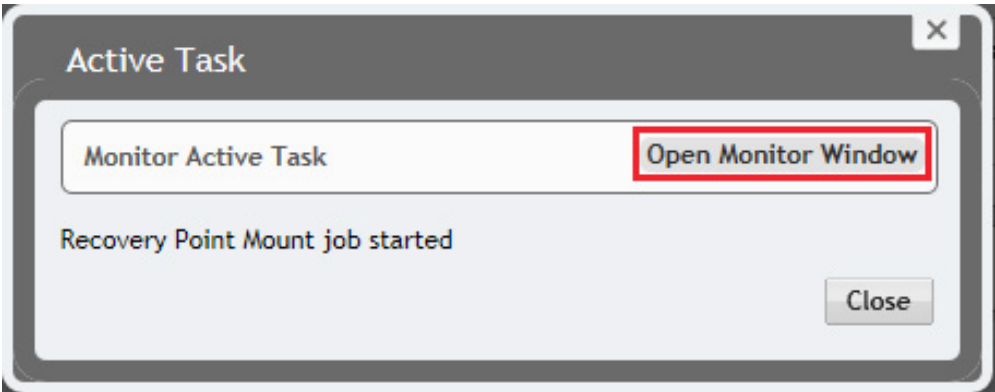 Active Task
Monitor Active Task Open Monitor Window
Recovery Point Mount job started
Close